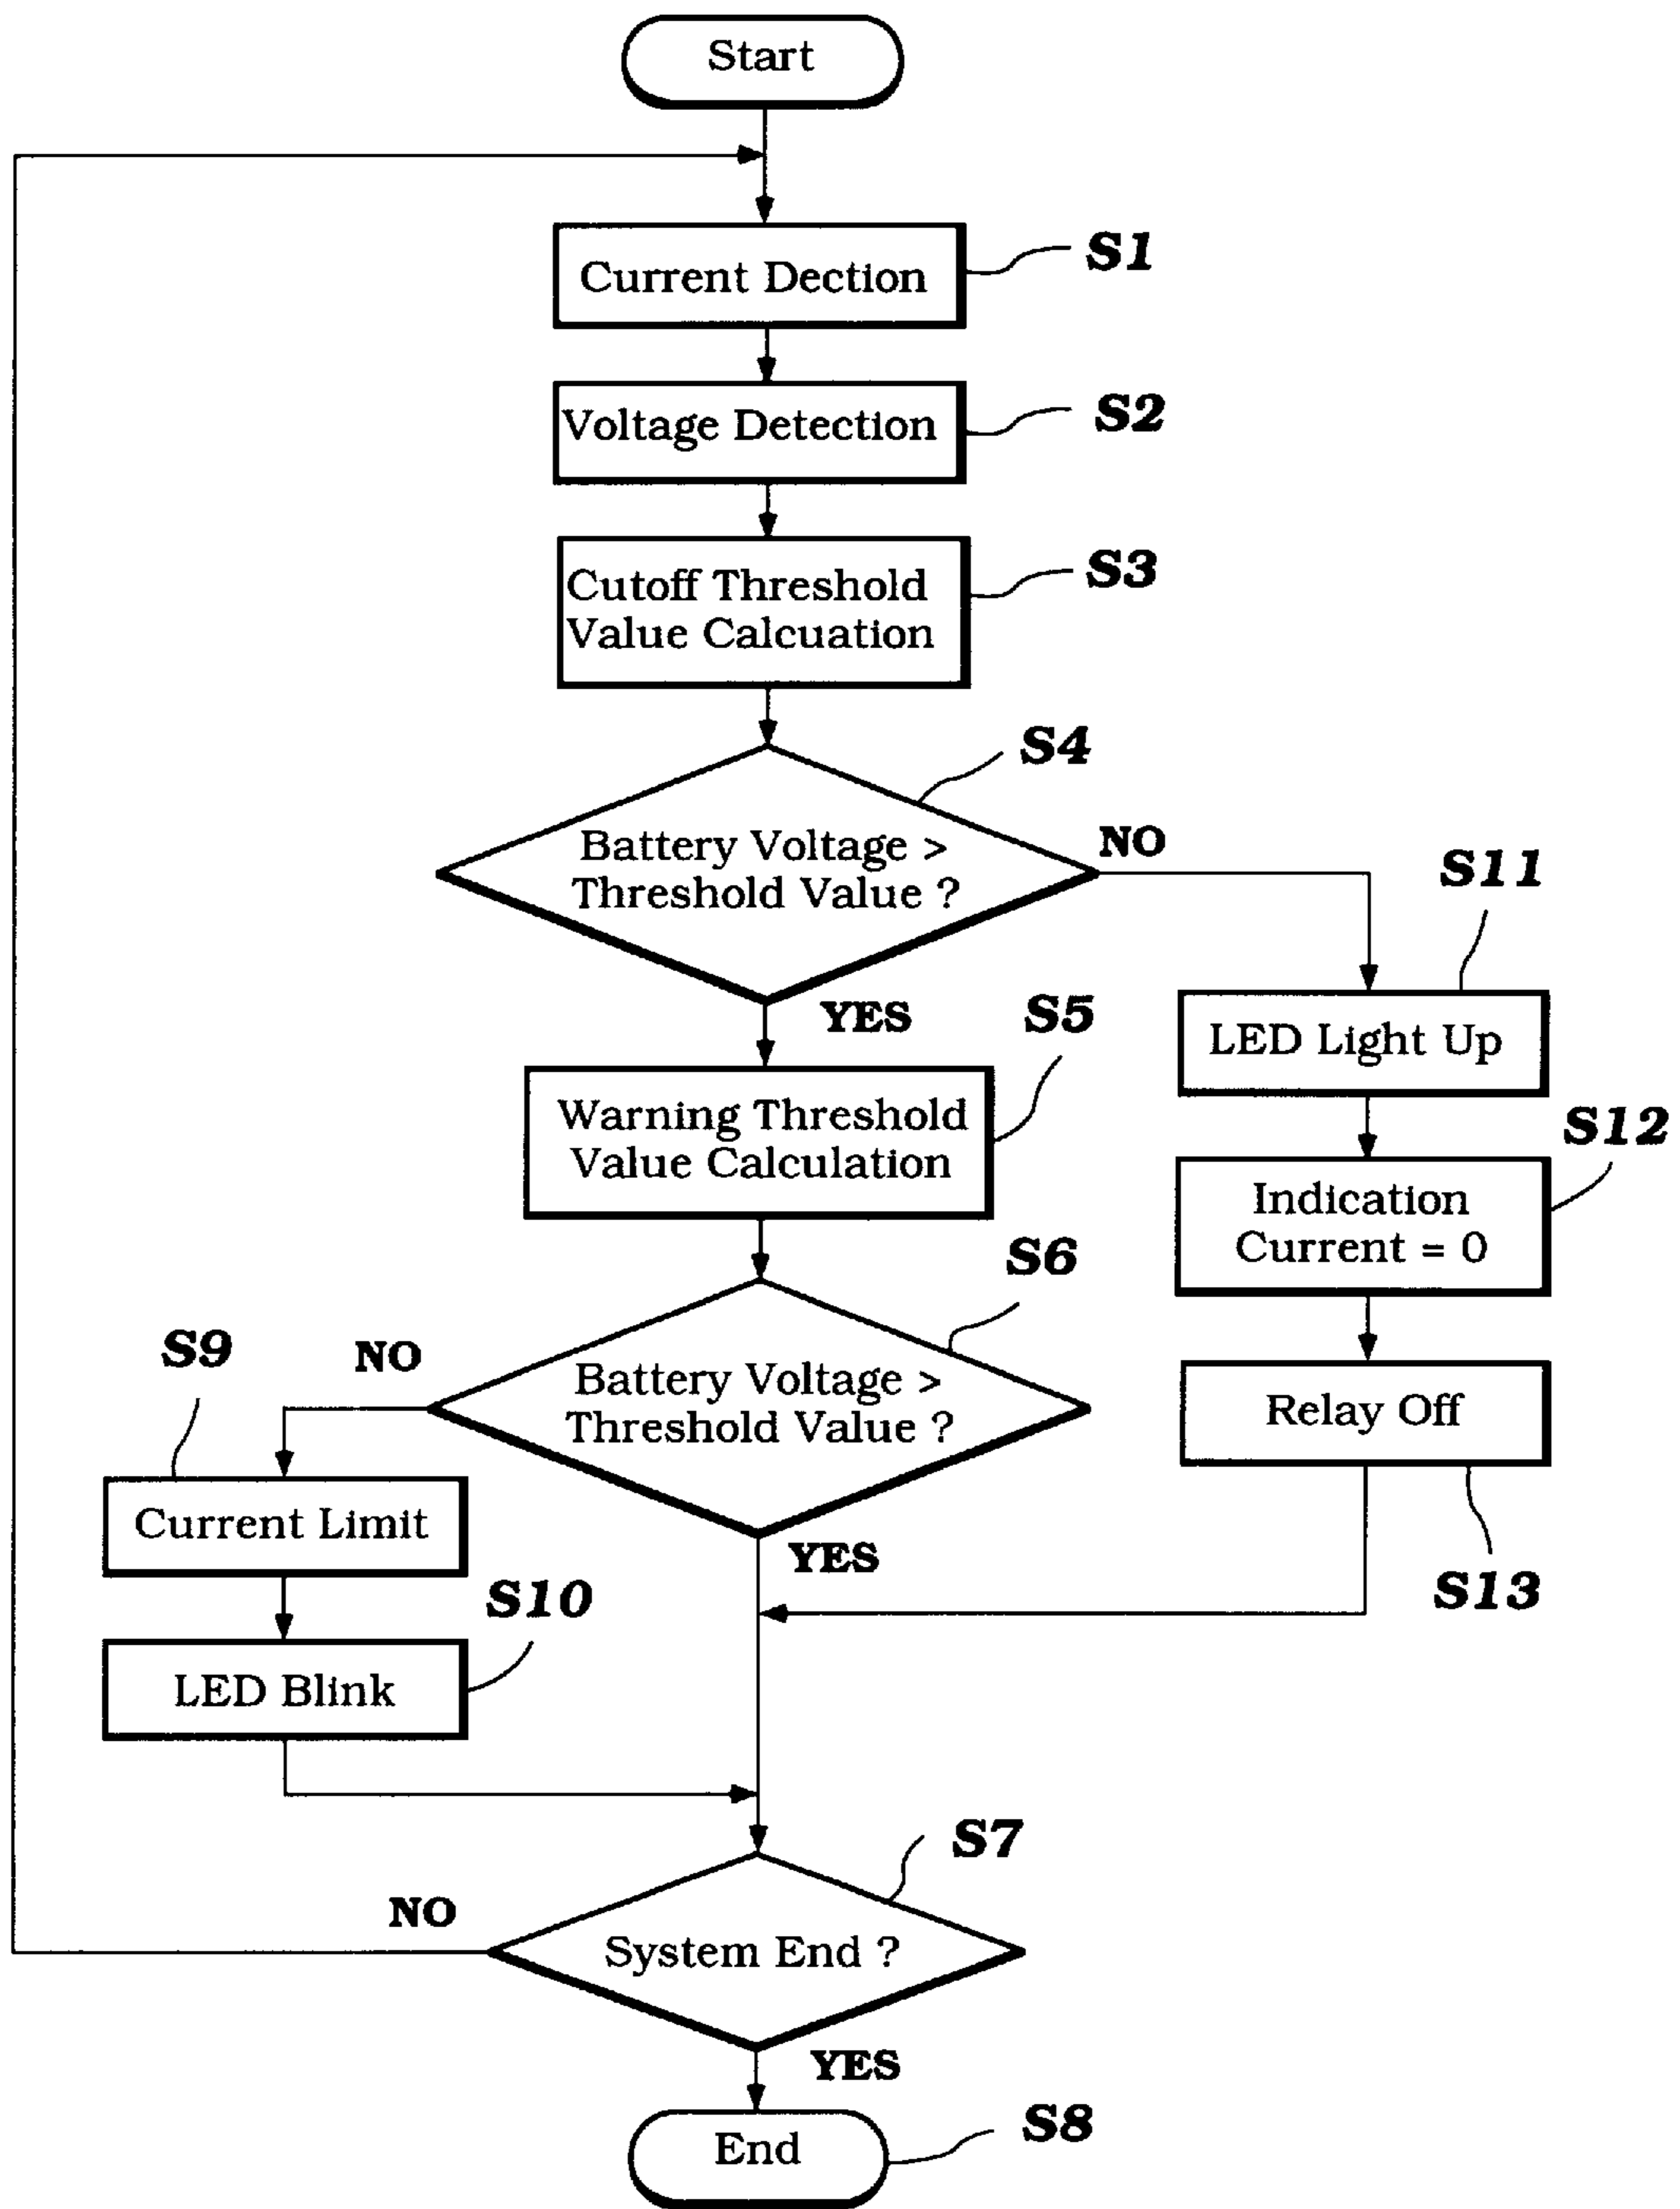 Start
S1
Current Dection
S2
Voltage Detection
S3
Cutoff Threshold
Value Calcuation
S4
Battery Voltage >
Threshold Value ?
NO
YES
S11
LED Light Up
S5
Warning Threshold
Value Calculation
S12
Indication
Current = 0
S6
Battery Voltage >
Threshold Value ?
NO
YES
S9
Current Limit
Relay Off
S13
S10
LED Blink
S7
System End ?
NO
YES
End
S8